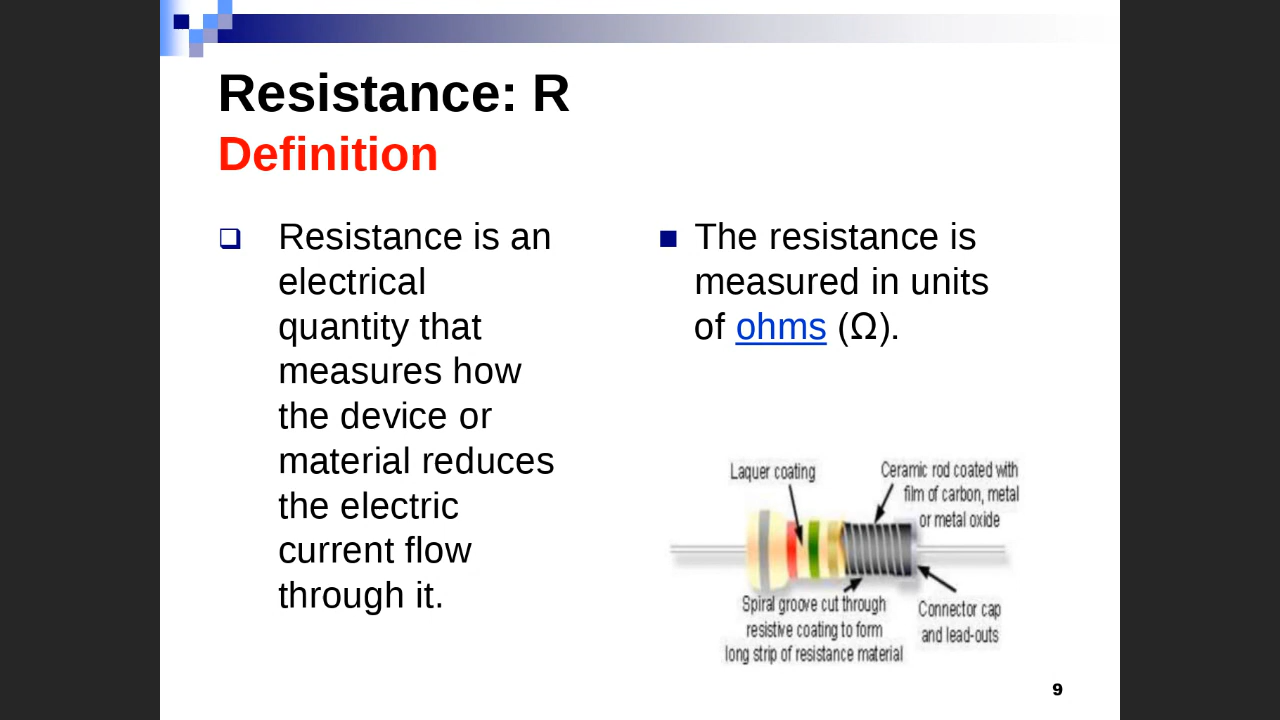 Resistance: R
Definition
Resistance is an
electrical
quantity that
measures how
the device or
material reduces
the electric
current flow
through it.
The resistance is
measured in units
of ohms (Ω).
Laquer coating
Ceramic rod coated with
film of carbon, metal
or metal oxide
Spiral groove cut through
resistive coating to form
long strip of resistance material
Connector cap
and lead-outs
9